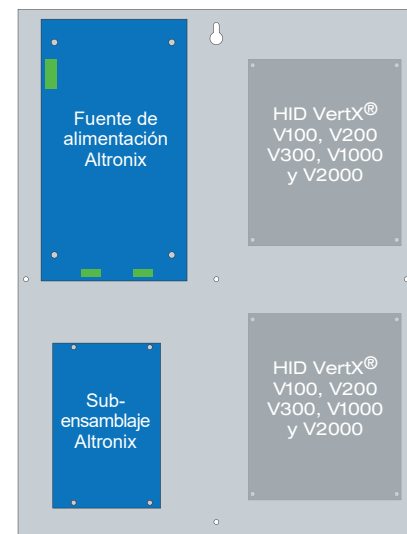 Fuente de
alimentación
Altronix
HID VertX®
V100, V200
V300, V1000
y V2000
Sub-
ensamblaje
Altronix
HID VertX®
V100, V200
V300, V1000
y V2000